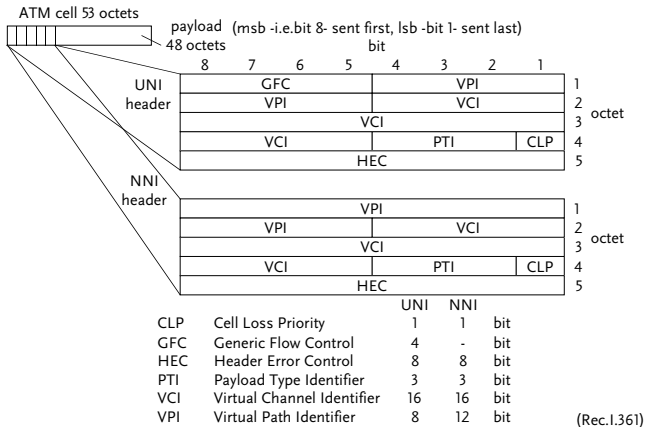 ATM cell 53 octets
payload (msb -i.e.bit 8- sent first, lsb -bit 1- sent last)
48 octets
bit
8 7 6 5 4 3 2 1
UNI header
GFC VPI 1
VPI VCI 2
VCI 3
octet
VCI PTI CLP 4
HEC 5
NNI header
VPI 1
VPI VCI 2
VCI 3
octet
VCI PTI CLP 4
HEC 5
UNI NNI
CLP Cell Loss Priority 1 1 bit
GFC Generic Flow Control 4 - bit
HEC Header Error Control 8 8 bit
PTI Payload Type Identifier 3 3 bit
VCI Virtual Channel Identifier 16 16 bit
VPI Virtual Path Identifier 8 12 bit
(Rec.I.361)